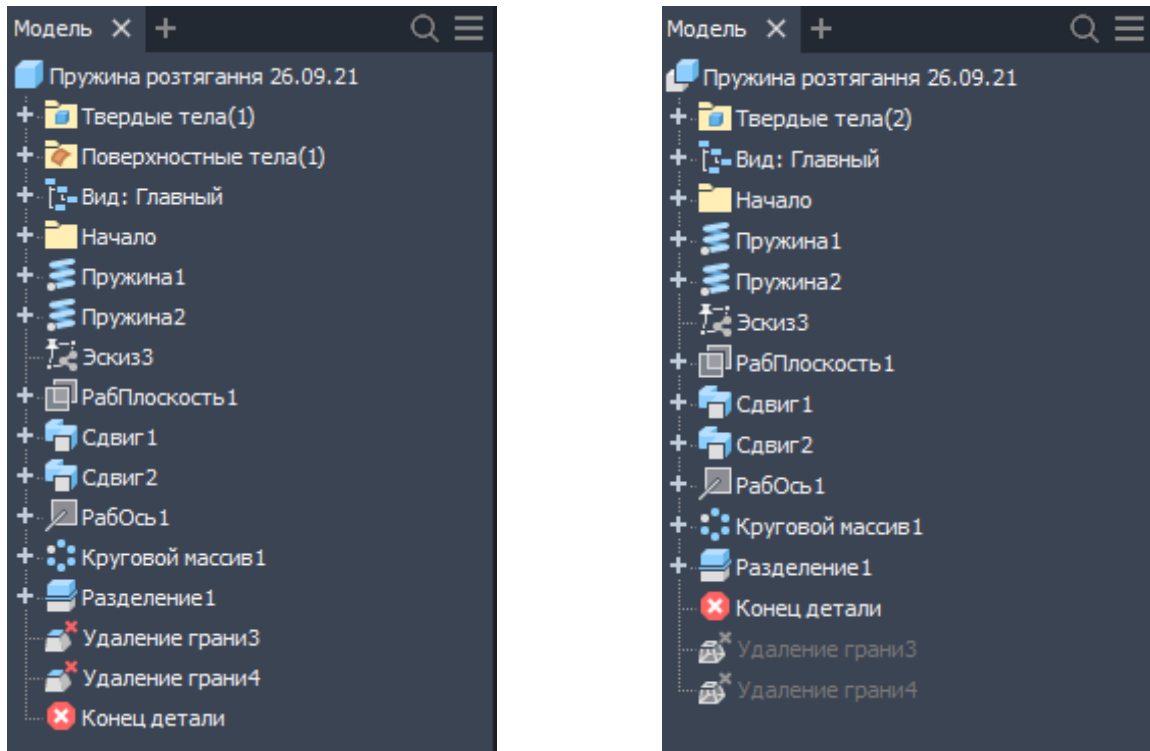 Модель
Пружина розтягання 26.09.21
Твердые тела(1)
Поверхностные тела(1)
Вид: Главный
Начало
Пружина1
Пружина2
Эскиз3
РабПлоскость1
Сдвиг1
Сдвиг2
РабОсь1
Круговой массив1
Разделение1
Удаление грани3
Удаление грани4
Конец детали
Модель
Пружина розтягання 26.09.21
Твердые тела(2)
Вид: Главный
Начало
Пружина1
Пружина2
Эскиз3
РабПлоскость1
Сдвиг1
Сдвиг2
РабОсь1
Круговой массив1
Разделение1
Конец детали
Удаление грани3
Удаление грани4